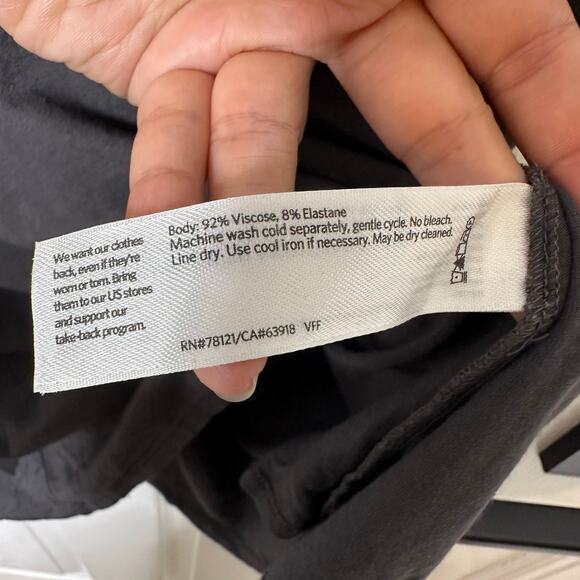 We want our clothes
back, even if they're
worn or torn. Bring
them to our US stores
and support our
take-back program.
Body: 92% Viscose, 8% Elastane
Machine wash cold separately, gentle cycle. No bleach.
Line dry. Use cool iron if necessary. May be dry cleaned.
RN#78121/CA#63918 VFF